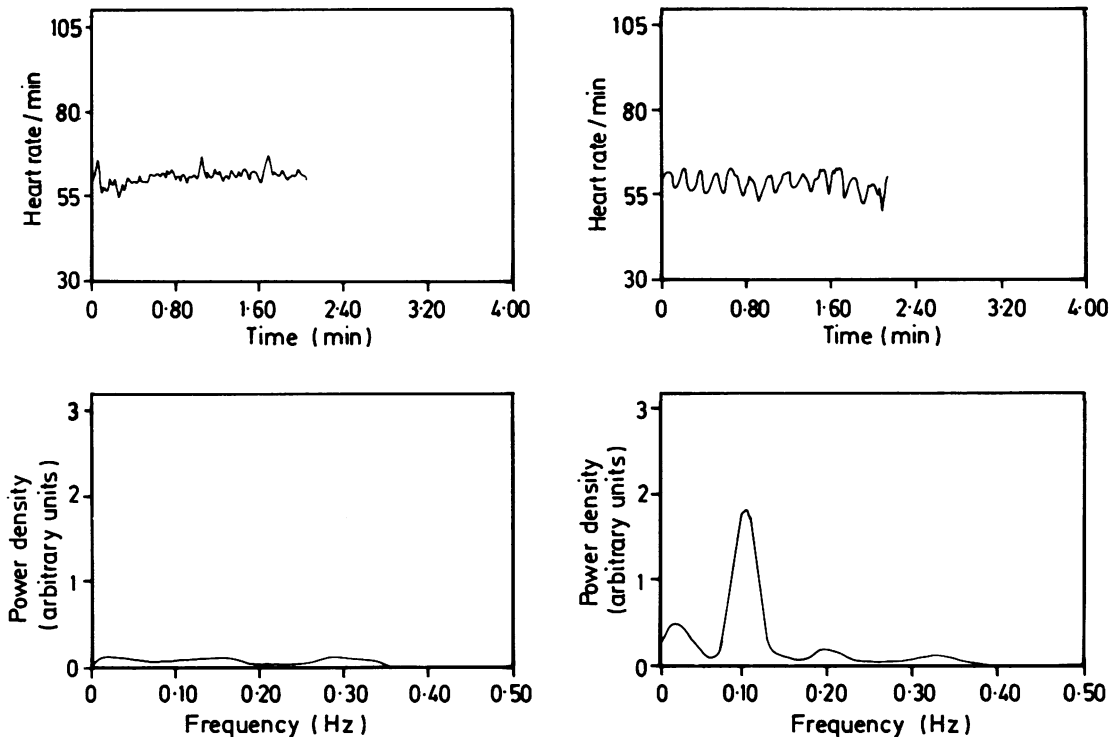 105
80
55
30
Heart rate / min
0 0·80 1·60 2·40 3·20 4·00
Time (min)
105
80
55
30
Heart rate / min
0 0·80 1·60 2·40 3·20 4·00
Time (min)
3
2
1
0
Power density
(arbitrary units)
0 0·10 0·20 0·30 0·40 0·50
Frequency (Hz)
3
2
1
0
Power density
(arbitrary units)
0 0·10 0·20 0·30 0·40 0·50
Frequency (Hz)